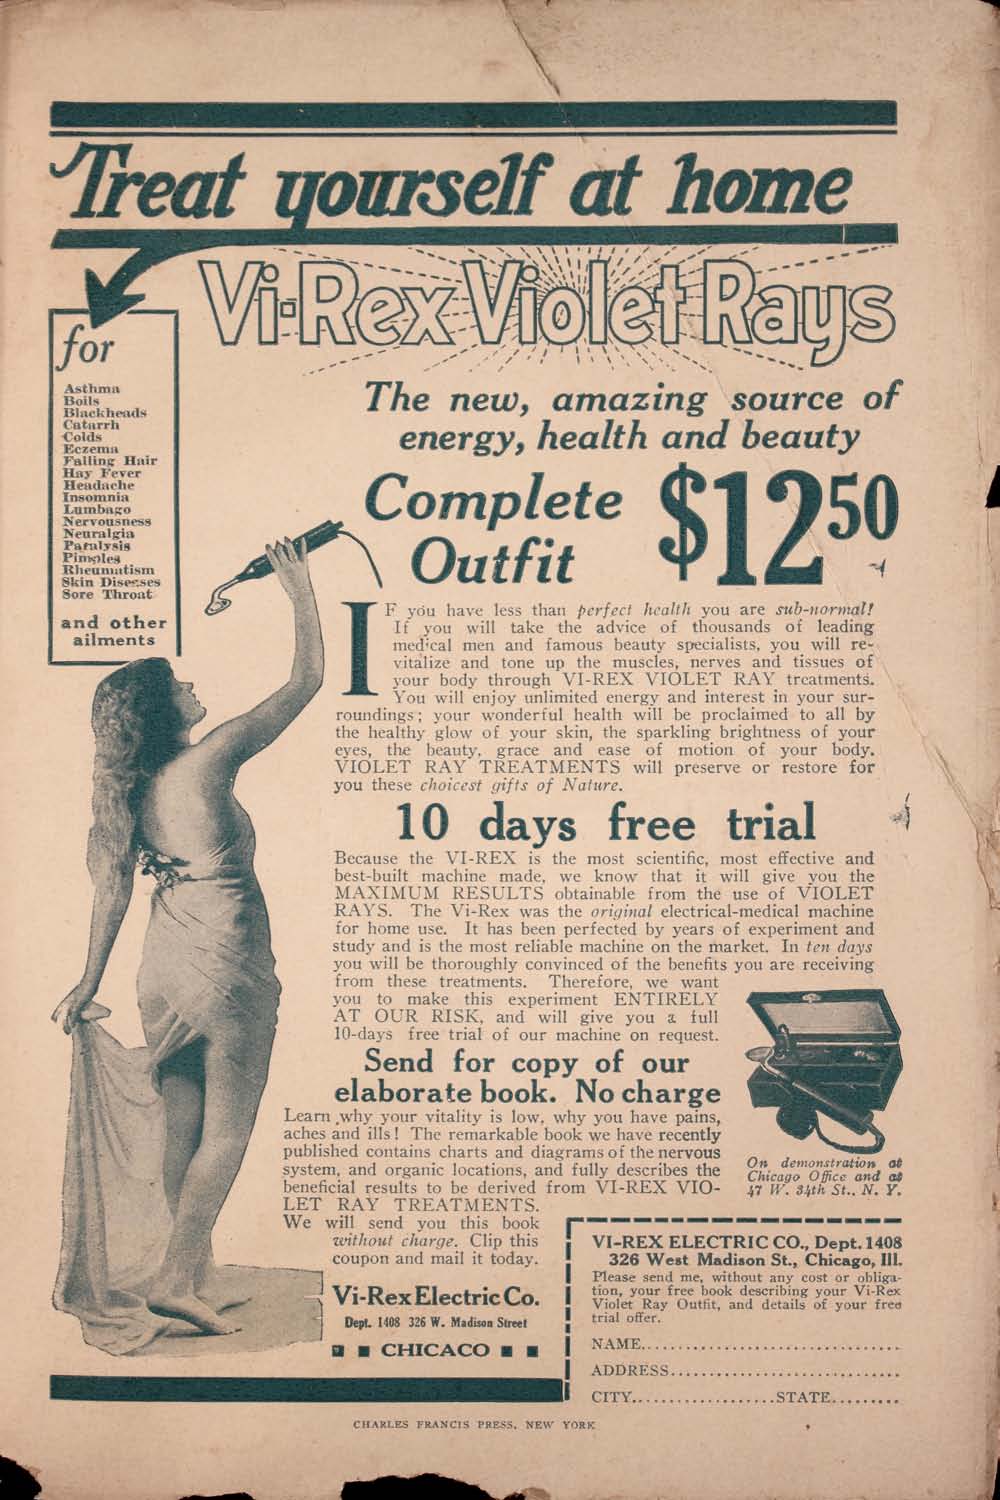 Treat yourself at home
Vi-Rex Violet Rays
for
Asthma
Boils
Blackheads
Catarrh
Colds
Eczema
Falling Hair
Hay Fever
Headache
Insomnia
Lumbago
Nervousness
Neuralgia
Paralysis
Pimples
Rheumatism
Skin Diseases
Sore Throat
and other
ailments
The new, amazing source of
energy, health and beauty
Complete
Outfit
$1250
IF you have less than perfect health you are sub-normal!
If you will take the advice of thousands of leading
medical men and famous beauty specialists, you will re-
vitalize and tone up the muscles, nerves and tissues of
your body through VI-REX VIOLET RAY treatments.
You will enjoy unlimited energy and interest in your sur-
roundings; your wonderful health will be proclaimed to all by
the healthy glow of your skin, the sparkling brightness of your
eyes, the beauty, grace and ease of motion of your body.
VIOLET RAY TREATMENTS will preserve or restore for
you these choicest gifts of Nature.
10 days free trial
Because the VI-REX is the most scientific, most effective and
best-built machine made, we know that it will give you the
MAXIMUM RESULTS obtainable from the use of VIOLET
RAYS. The Vi-Rex was the original electrical-medical machine
for home use. It has been perfected by years of experiment and
study and is the most reliable machine on the market. In ten days
you will be thoroughly convinced of the benefits you are receiving
from these treatments. Therefore, we want
you to make this experiment ENTIRELY
AT OUR RISK, and will give you a full
10-days free trial of our machine on request.
Send for copy of our
elaborate book. No charge
Learn why your vitality is low, why you have pains,
aches and ills! The remarkable book we have recently
published contains charts and diagrams of the nervous
system, and organic locations, and fully describes the
beneficial results to be derived from VI-REX VIO-
LET RAY TREATMENTS.
We will send you this book
without charge. Clip this
coupon and mail it today.
Vi-Rex Electric Co.
Dept. 1408 326 W. Madison Street
CHICACO
On demonstration at
Chicago Office and at
47 W. 34th St., N. Y.
VI-REX ELECTRIC CO., Dept. 1408
326 West Madison St., Chicago, Ill.
Please send me, without any cost or obliga-
tion, your free book describing your Vi-Rex
Violet Ray Outfit, and details of your free
trial offer.
NAME
ADDRESS
CITY STATE
CHARLES FRANCIS PRESS, NEW YORK